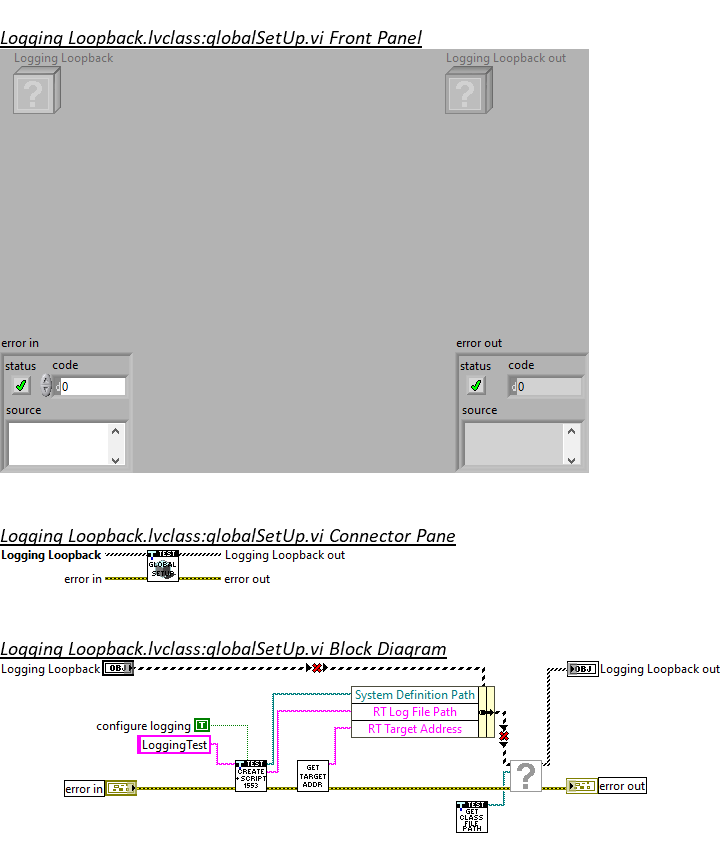 Logging Loopback.lvclass:globalSetUp.vi Front Panel
Logging Loopback
Logging Loopback out
?
?
error in
error out
status code
status code
d0
d0
source
source
Logging Loopback.lvclass:globalSetUp.vi Connector Pane
Logging Loopback
TEST
GLOBAL
SETUP
Logging Loopback out
error in
error out
Logging Loopback.lvclass:globalSetUp.vi Block Diagram
Logging Loopback
OBJ
OBJ
Logging Loopback out
System Definition Path
RT Log File Path
RT Target Address
configure logging
T
LoggingTest
TEST
CREATE
+ SCRIPT
1553
GET
TARGET
ADDR
?
error in
error out
TEST
GET
CLASS
FILE
PATH